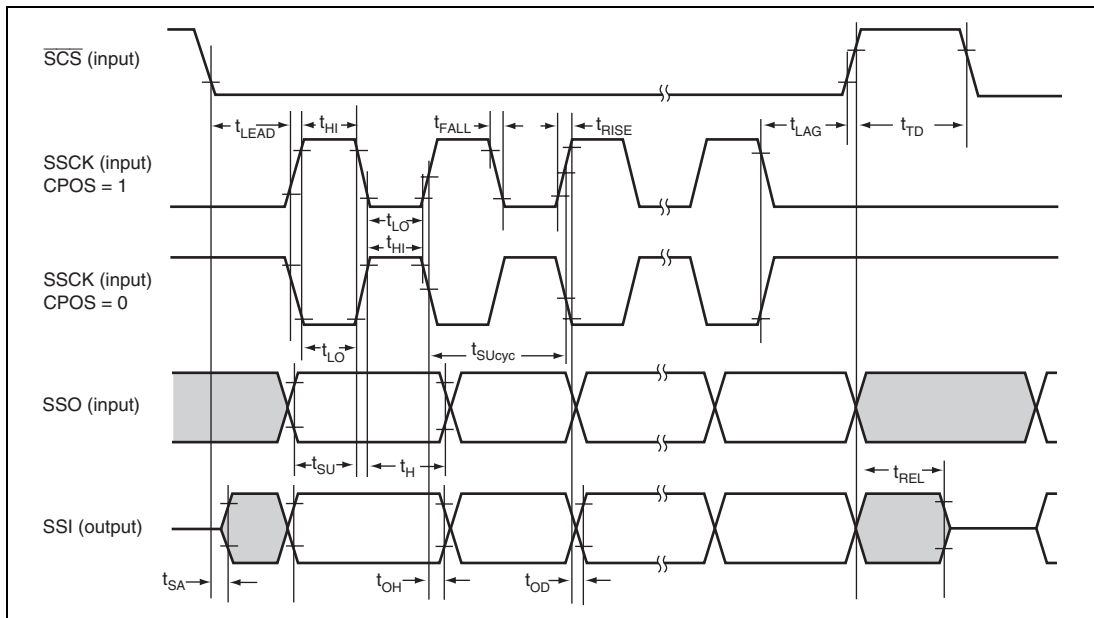 SCS (input)
tLEAD
tHI
tFALL
tRISE
tLAG
tTD
SSCK (input)
CPOS = 1
tLO
tHI
SSCK (input)
CPOS = 0
tLO
tSUcyc
SSO (input)
tSU
tH
tREL
SSI (output)
tSA
tOH
tOD